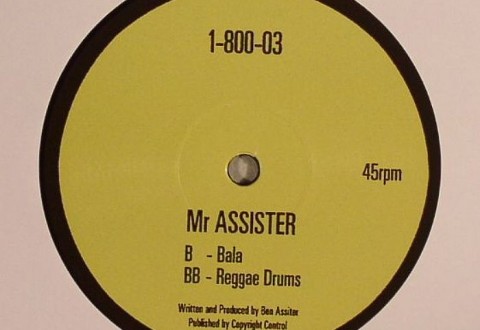 1-800-03
45rpm
Mr ASSISTER
B - Bala
BB - Reggae Drums
Written and Produced by Ben Assiter
Published by Copyright Control